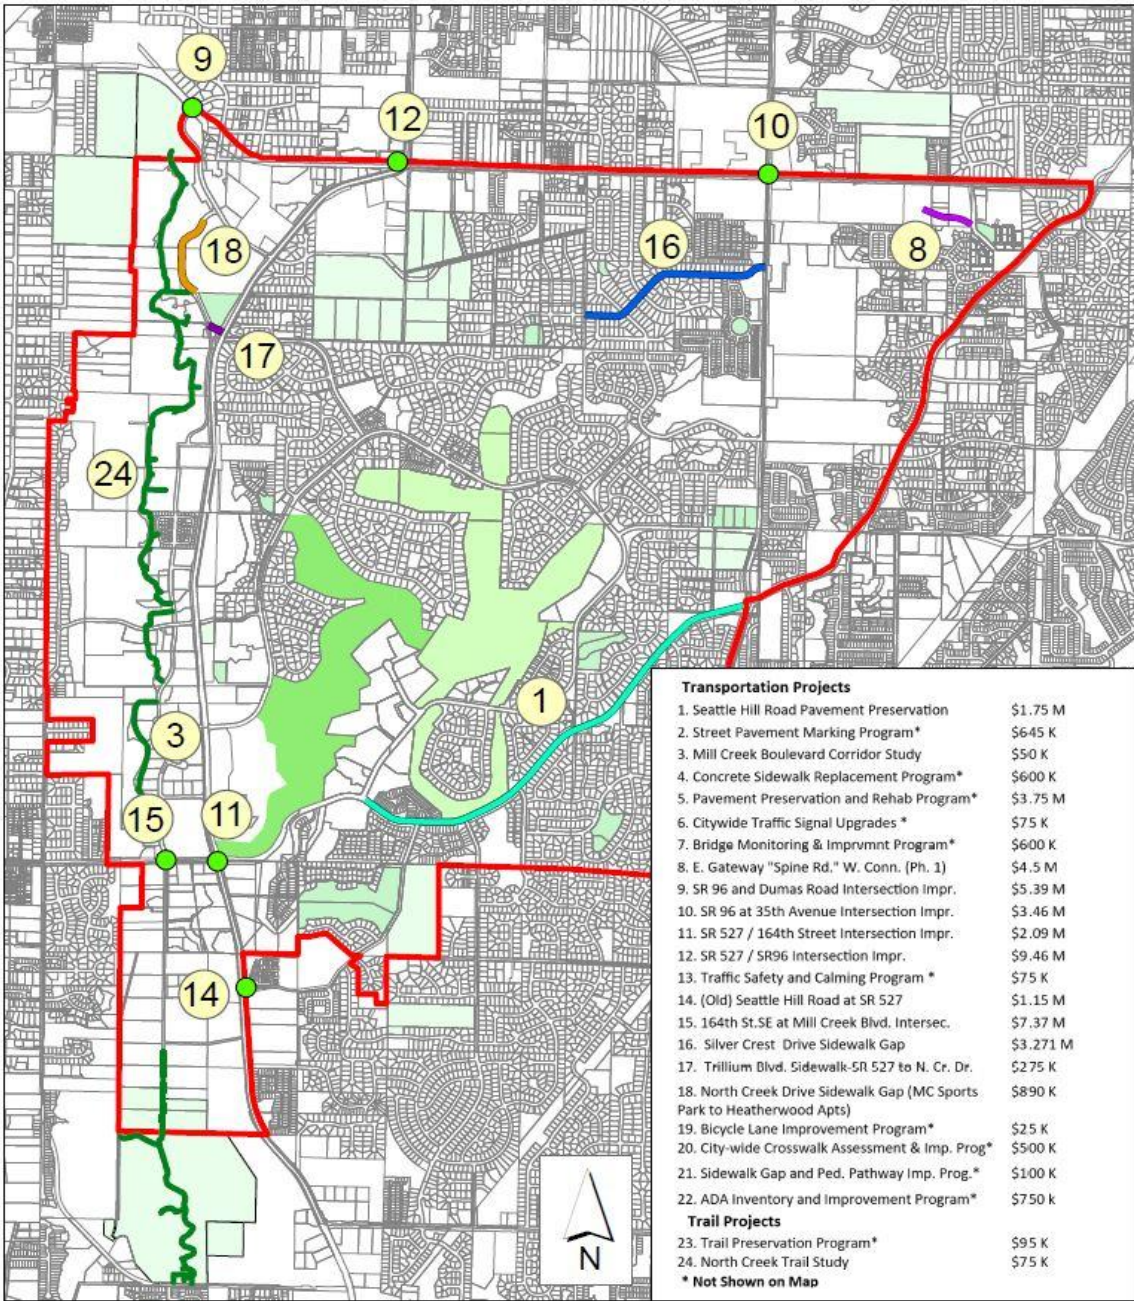 9
12
10
18
16
8
17
24
1
3
15
11
14
N
Transportation Projects
1. Seattle Hill Road Pavement Preservation $1.75 M
2. Street Pavement Marking Program* $645 K
3. Mill Creek Boulevard Corridor Study $50 K
4. Concrete Sidewalk Replacement Program* $600 K
5. Pavement Preservation and Rehab Program* $3.75 M
6. Citywide Traffic Signal Upgrades * $75 K
7. Bridge Monitoring & Imprvmnt Program* $600 K
8. E. Gateway "Spine Rd." W. Conn. (Ph. 1) $4.5 M
9. SR 96 and Dumas Road Intersection Impr. $5.39 M
10. SR 96 at 35th Avenue Intersection Impr. $3.46 M
11. SR 527 / 164th Street Intersection Impr. $2.09 M
12. SR 527 / SR96 Intersection Impr. $9.46 M
13. Traffic Safety and Calming Program * $75 K
14. (Old) Seattle Hill Road at SR 527 $1.15 M
15. 164th St.SE at Mill Creek Blvd. Intersec. $7.37 M
16. Silver Crest Drive Sidewalk Gap $3.271 M
17. Trillium Blvd. Sidewalk-SR 527 to N. Cr. Dr. $275 K
18. North Creek Drive Sidewalk Gap (MC Sports $890 K
Park to Heatherwood Apts)
19. Bicycle Lane Improvement Program* $25 K
20. City-wide Crosswalk Assessment & Imp. Prog* $500 K
21. Sidewalk Gap and Ped. Pathway Imp. Prog.* $100 K
22. ADA Inventory and Improvement Program* $750 k
Trail Projects
23. Trail Preservation Program* $95 K
24. North Creek Trail Study $75 K
* Not Shown on Map